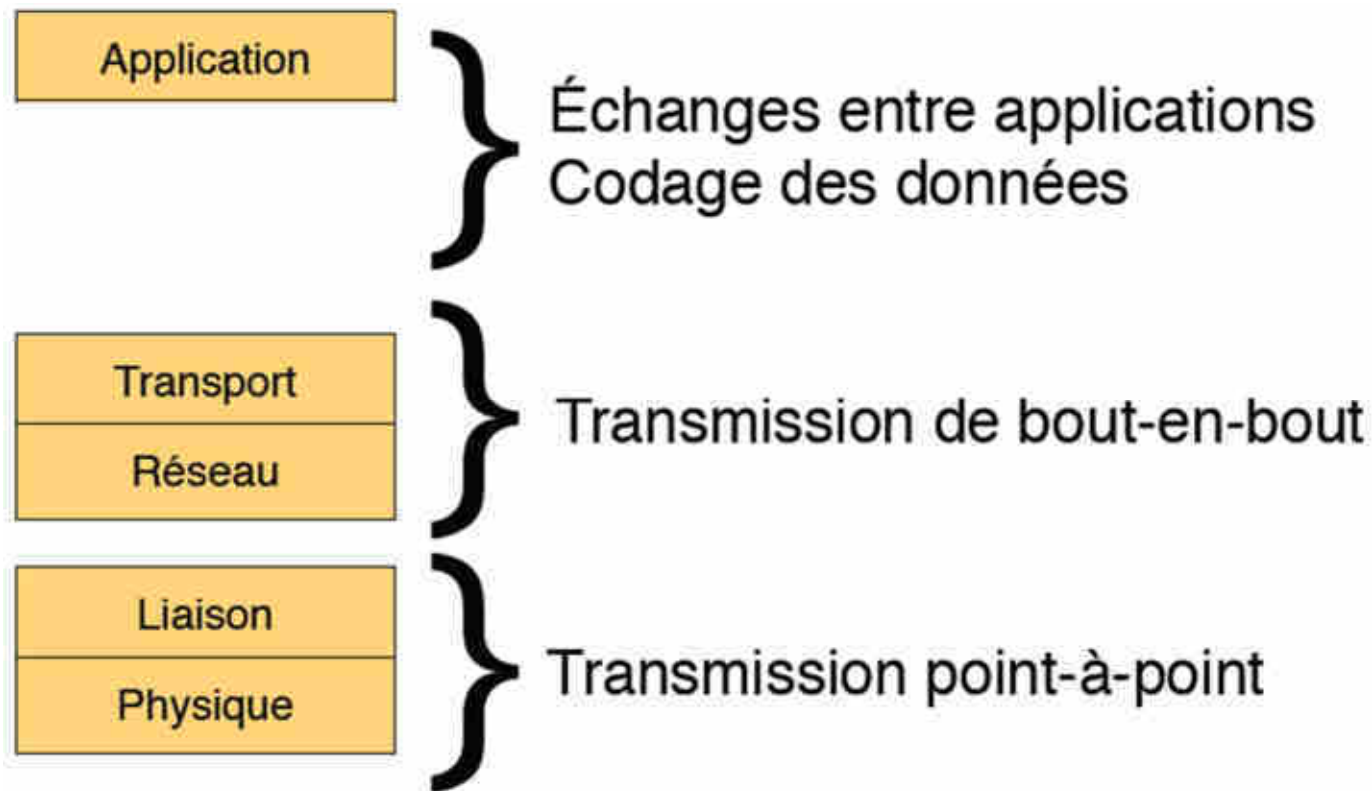 Application
Échanges entre applications
Codage des données
Transport
Réseau
Transmission de bout-en-bout
Liaison
Physique
Transmission point-à-point